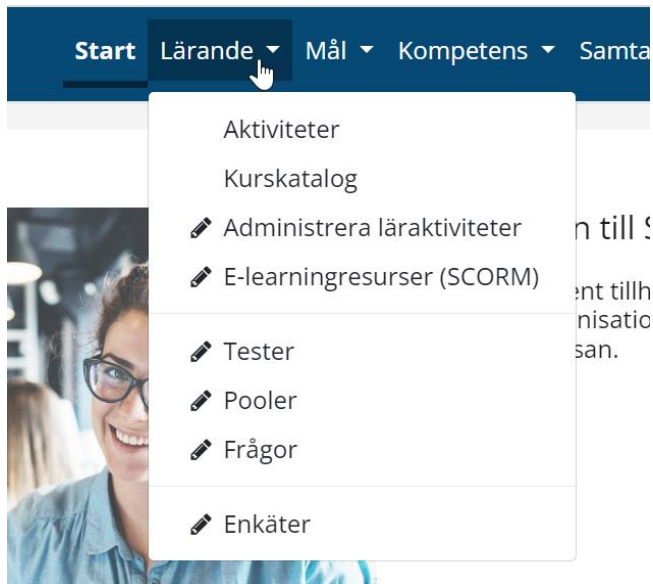 Start Lärande Mål Kompetens Samta
Aktiviteter
Kurskatalog
Administrera läraktiviteter
n till S
E-learningresurser (SCORM)
ent tillh
nisatio
Tester
san.
Pooler
Frågor
Enkäter